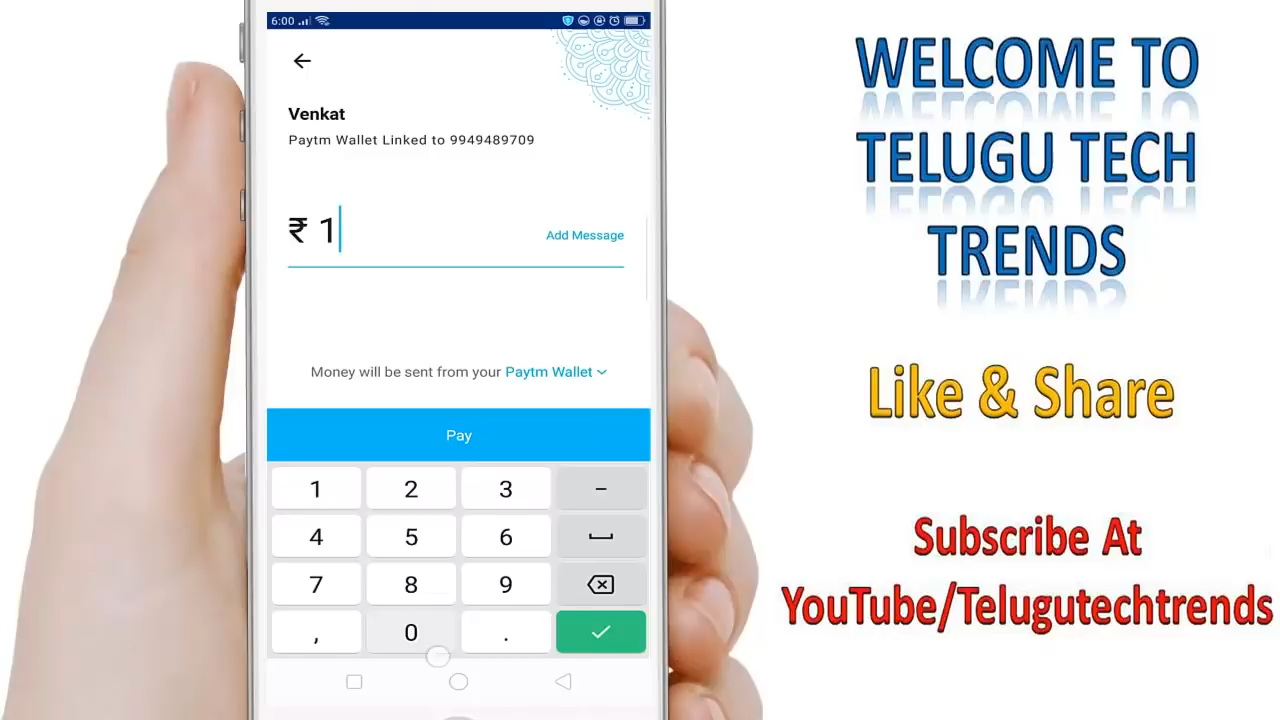 6:00
Venkat
Paytm Wallet Linked to 9949489709
₹ 1
Add Message
Money will be sent from your Paytm Wallet
Pay
1 2 3 -
4 5 6
7 8 9
, 0 .
WELCOME TO
TELUGU TECH
TRENDS
Like & Share
Subscribe At
YouTube/Telugutechtrends